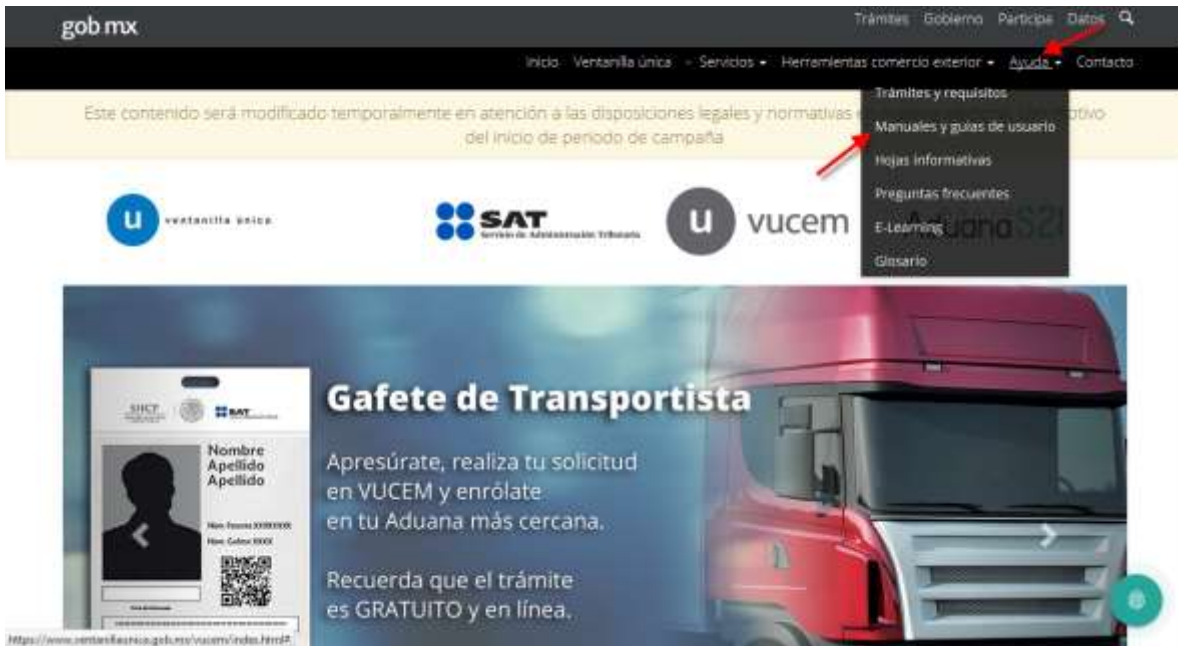 gob mx
Trámites Gobierno Participa Datos
Inicio Ventanilla única Servicios Herramientas comercio exterior Ayuda Contacto
Trámites y requisitos
Manuales y guías de usuario
Hojas informativas
Preguntas frecuentes
E-Learning
Glosario
Este contenido será modificado temporalmente en atención a las disposiciones legales y normativas
del inicio de periodo de campaña
u ventanilla única
SAT
Servicio de Administración Tributaria
u vucem
Gafete de Transportista
Apresúrate, realiza tu solicitud
en VUCEM y enrólate
en tu Aduana más cercana.
Recuerda que el trámite
es GRATUITO y en línea.
SHCP SAT
Nombre
Apellido
Apellido
https://www.ventanillaunica.gob.mx/vucem/index.html#